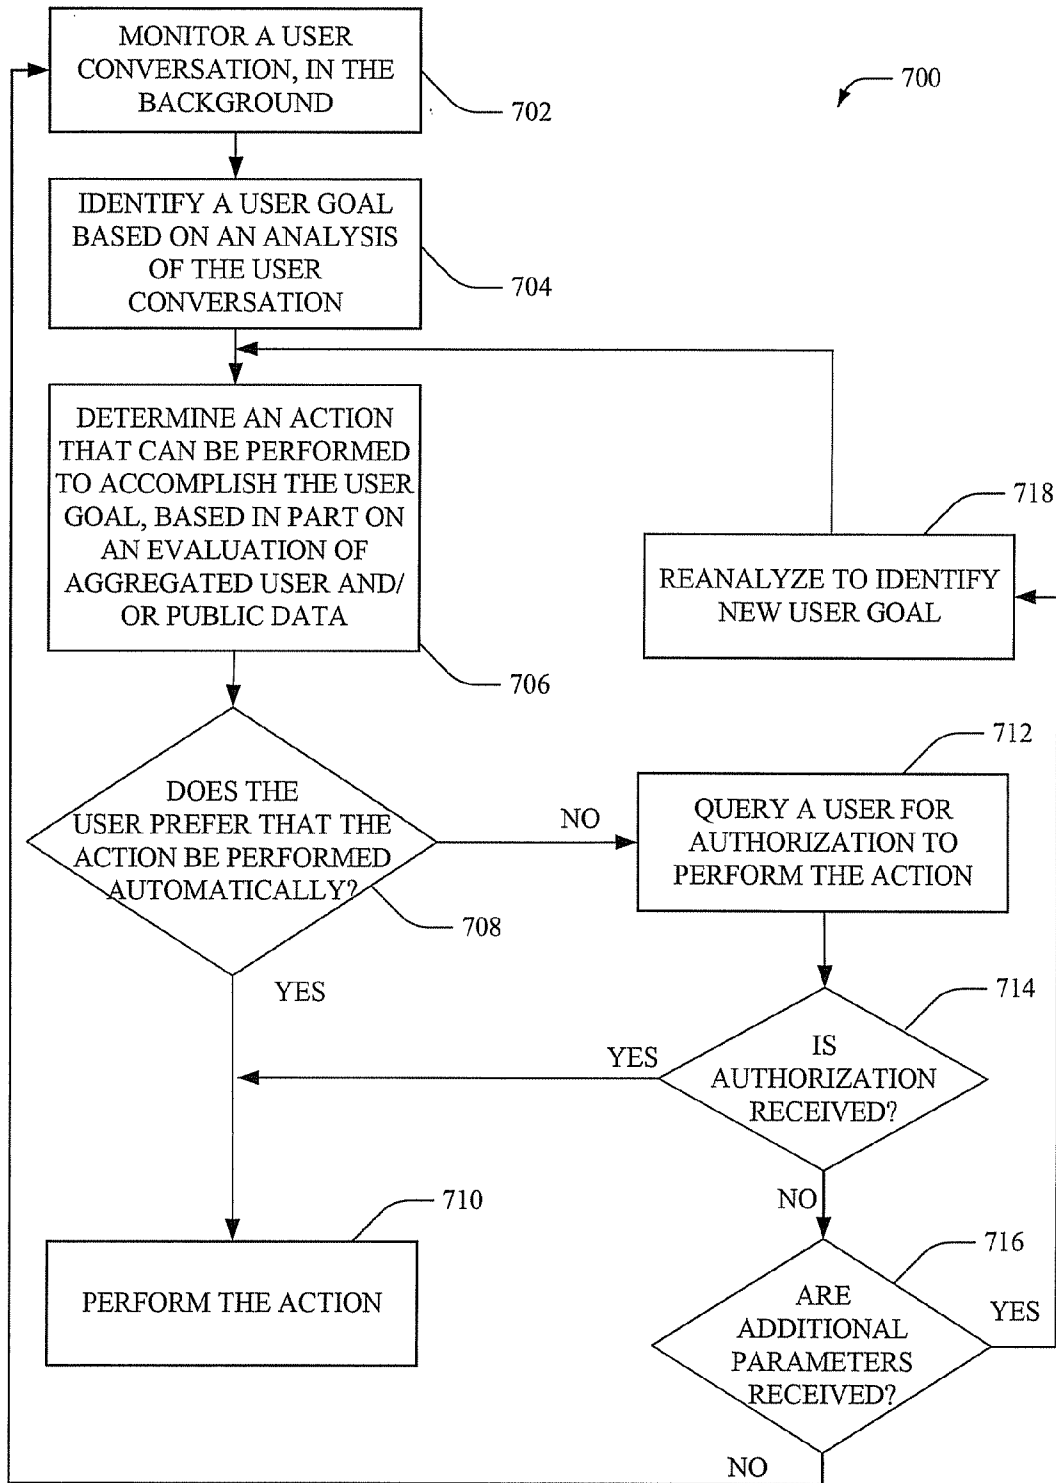 MONITOR A USER
CONVERSATION, IN THE
BACKGROUND
702
700
IDENTIFY A USER GOAL
BASED ON AN ANALYSIS
OF THE USER
CONVERSATION
704
DETERMINE AN ACTION
THAT CAN BE PERFORMED
TO ACCOMPLISH THE USER
GOAL, BASED IN PART ON
AN EVALUATION OF
AGGREGATED USER AND/
OR PUBLIC DATA
706
718
REANALYZE TO IDENTIFY
NEW USER GOAL
DOES THE
USER PREFER THAT THE
ACTION BE PERFORMED
AUTOMATICALLY?
708
NO
YES
712
QUERY A USER FOR
AUTHORIZATION TO
PERFORM THE ACTION
714
IS
AUTHORIZATION
RECEIVED?
YES
NO
710
PERFORM THE ACTION
716
ARE
ADDITIONAL
PARAMETERS
RECEIVED?
YES
NO